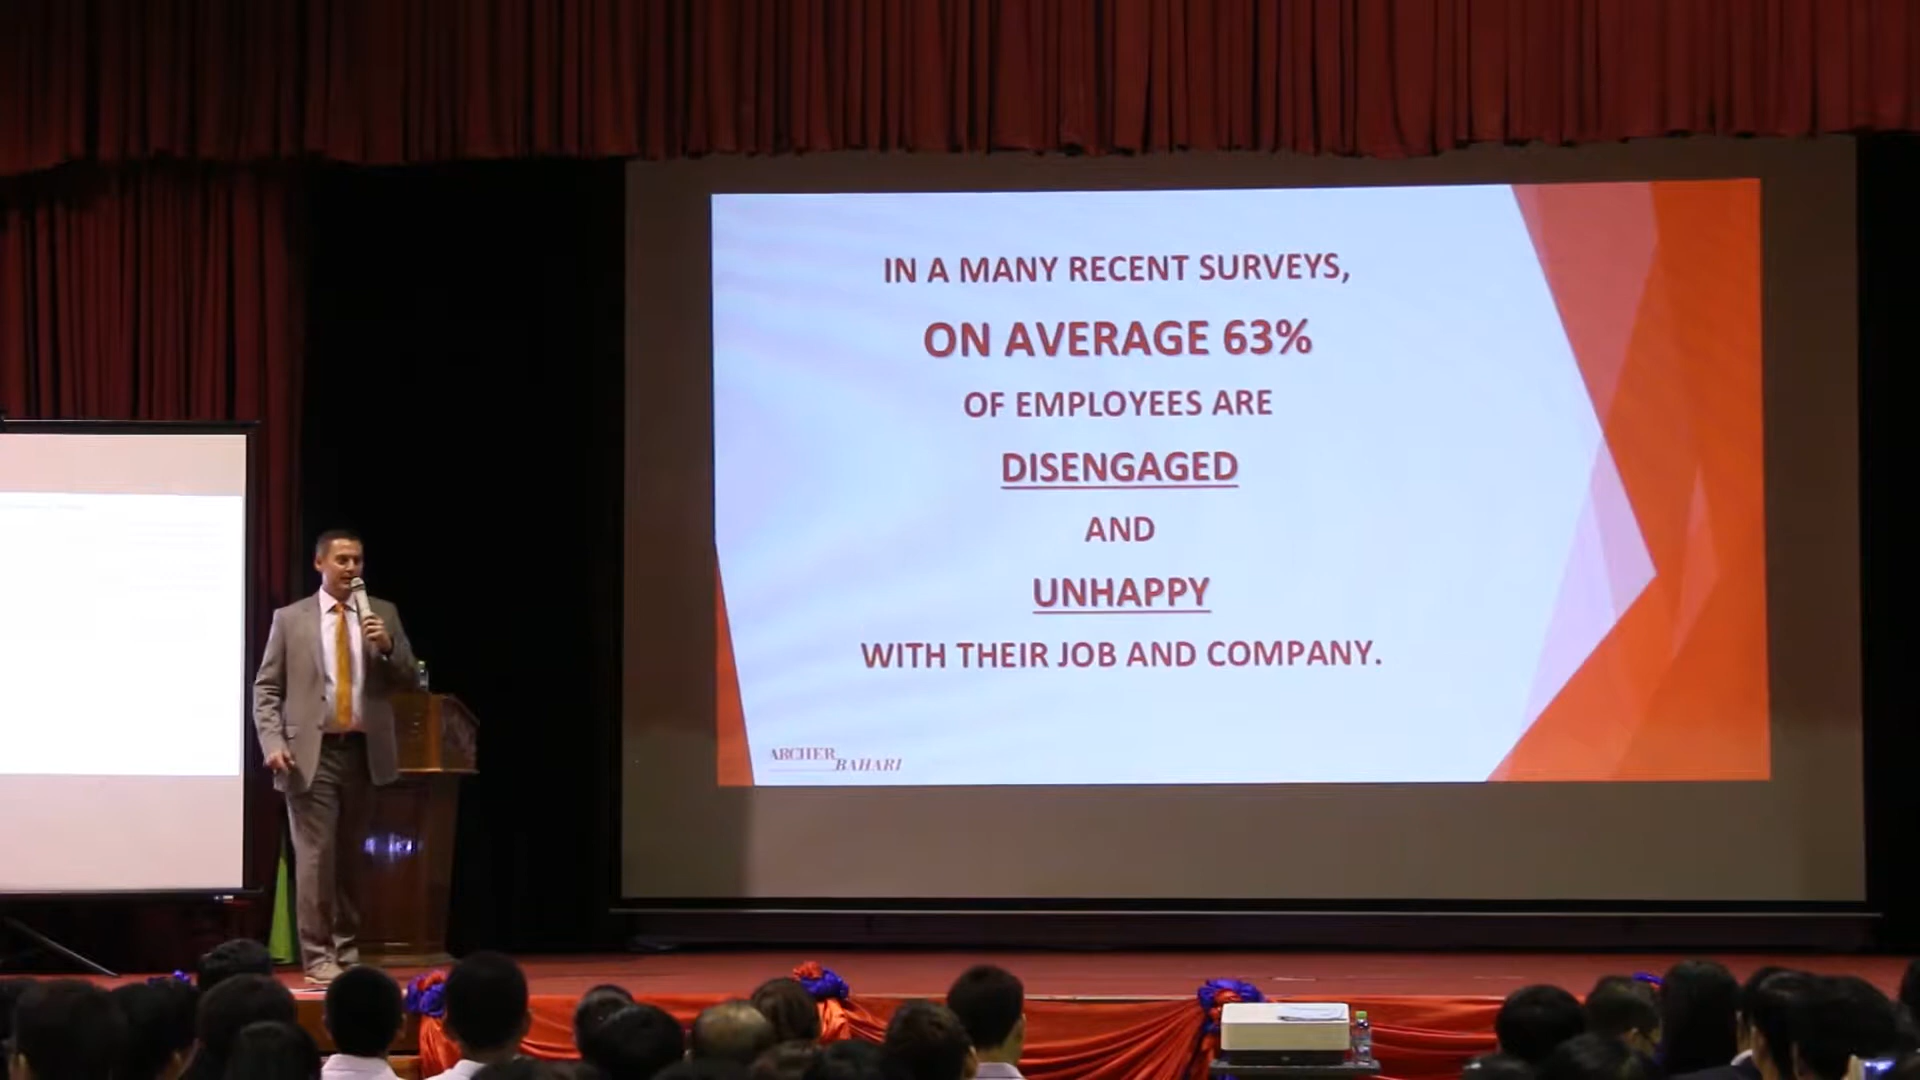 IN A MANY RECENT SURVEYS,
ON AVERAGE 63%
OF EMPLOYEES ARE
DISENGAGED
AND
UNHAPPY
WITH THEIR JOB AND COMPANY.
ARCHER
BAHARI